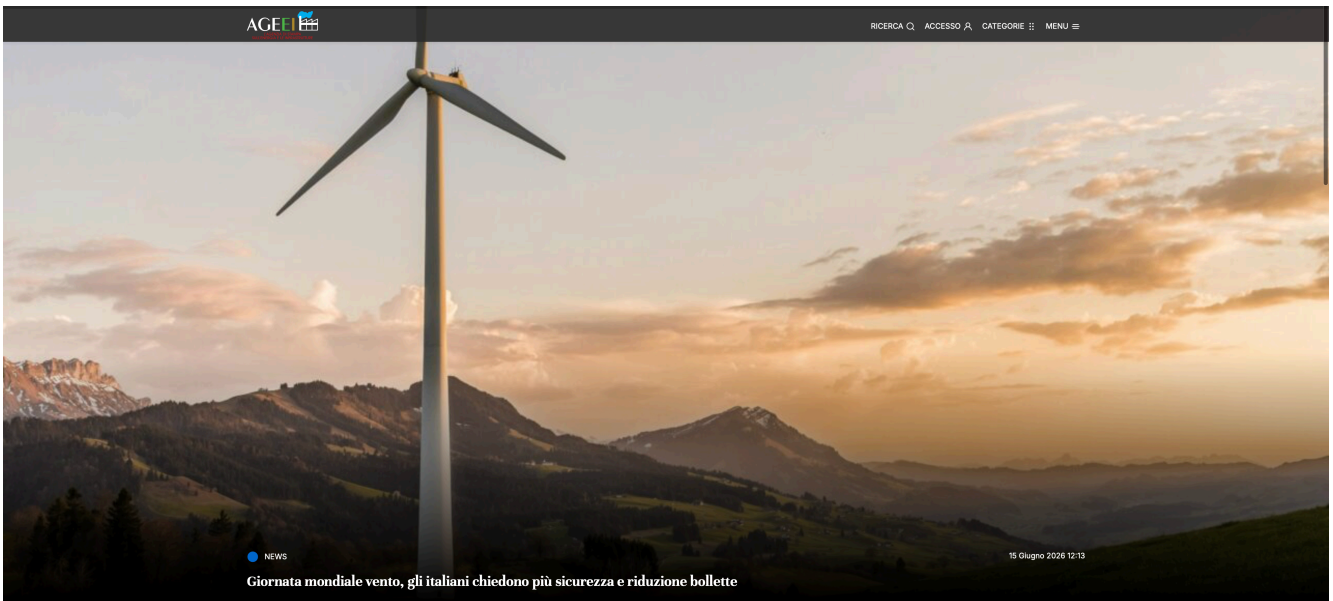 AGEEI
RICERCA
ACCESSO
CATEGORIE
MENU
NEWS
15 Giugno 2026 12:13
Giornata mondiale vento, gli italiani chiedono più sicurezza e riduzione bollette